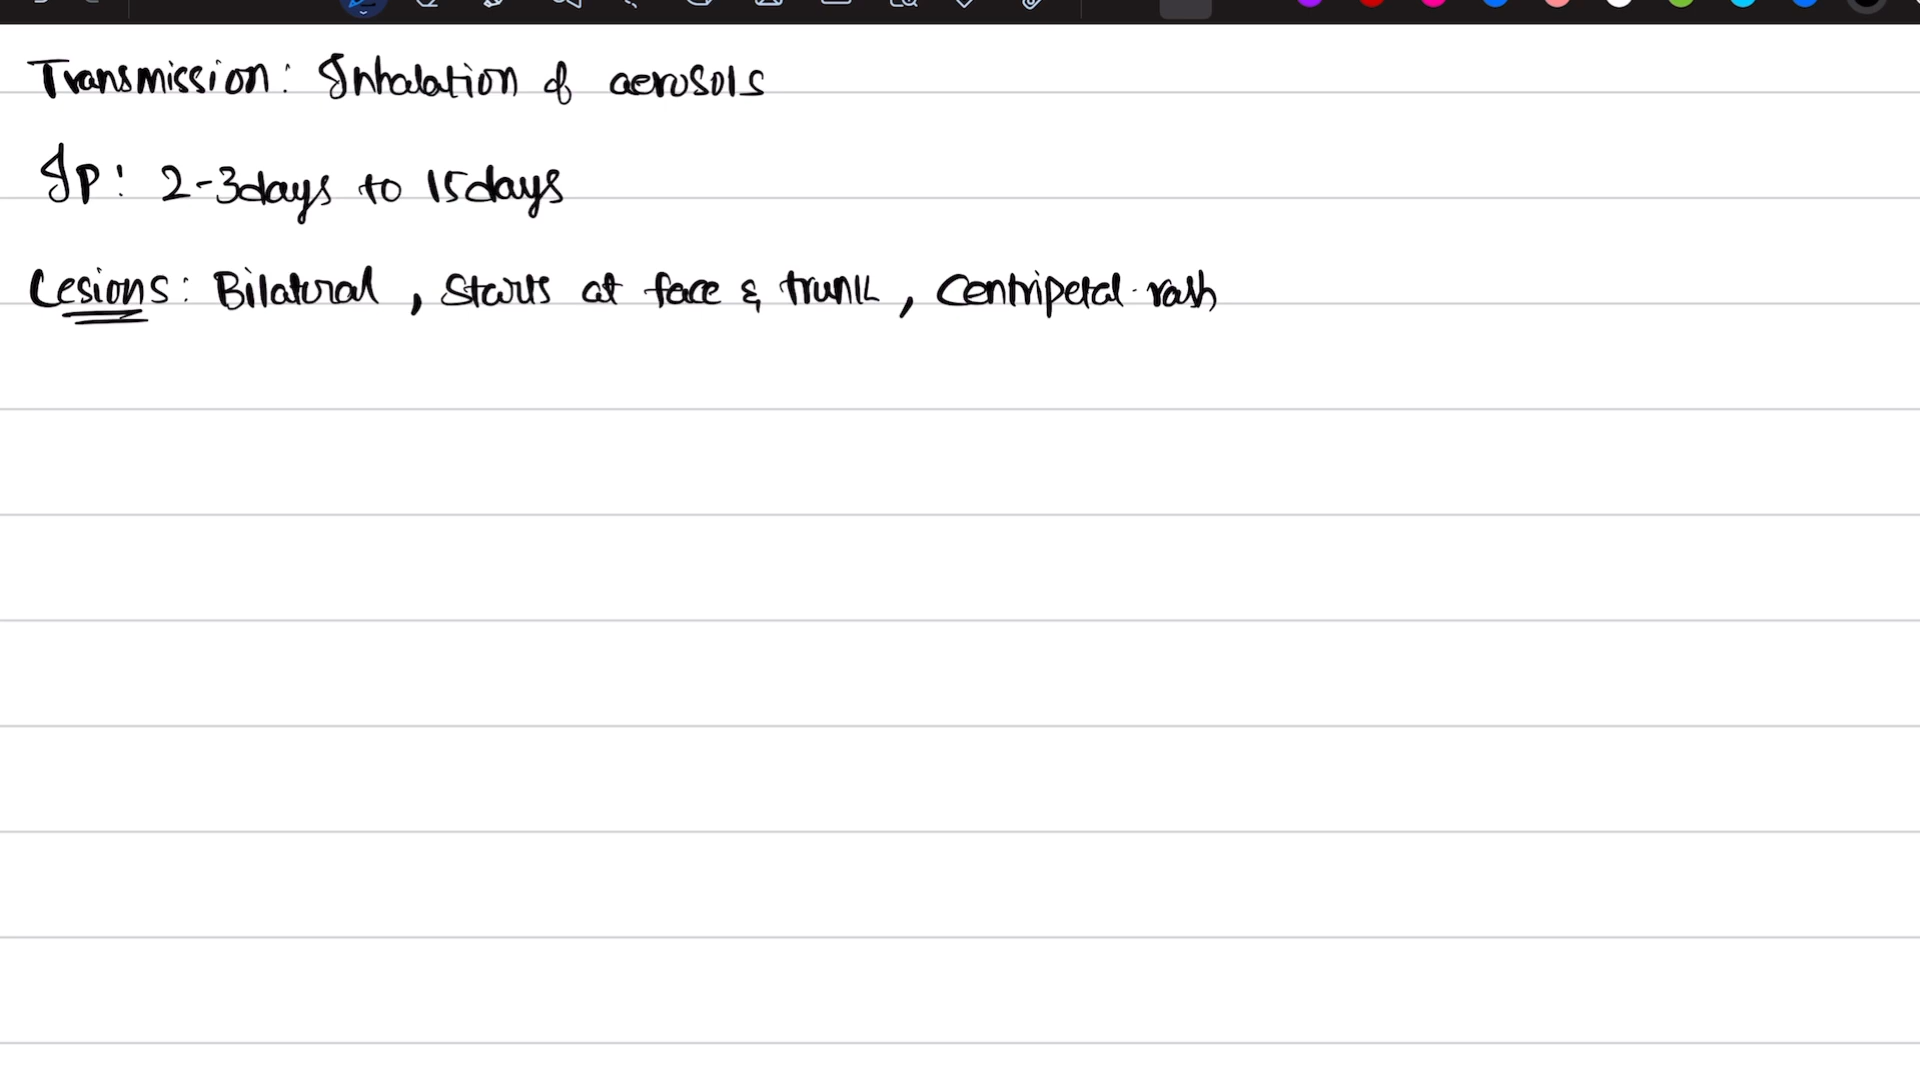 Transmission: Inhalation of aerosols
Ip: 2-3days to 15days
Lesions: Bilateral, Starts at face & trunk, Centripetal rash